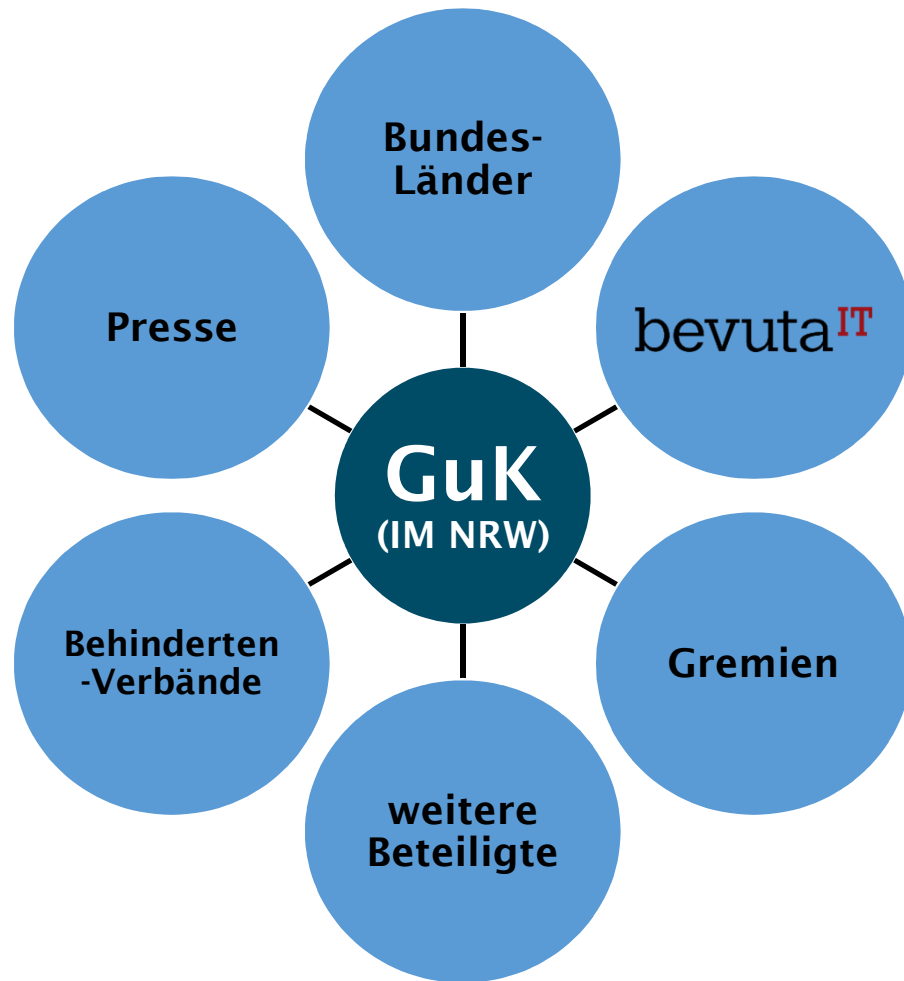 Bundes-
Länder
Presse
bevutaIT
GuK
(IM NRW)
Behinderten
-Verbände
Gremien
weitere
Beteiligte